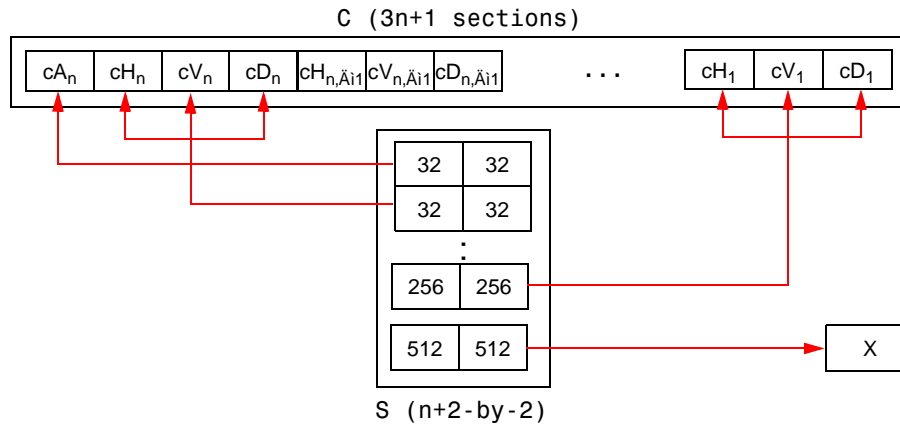 C (3n+1 sections)
cAn cHn cVn cDn cHn‚Äì1 cVn‚Äì1 cDn‚Äì1 ... cH1 cV1 cD1
32 32
32 32
:
256 256
512 512 X
S (n+2-by-2)